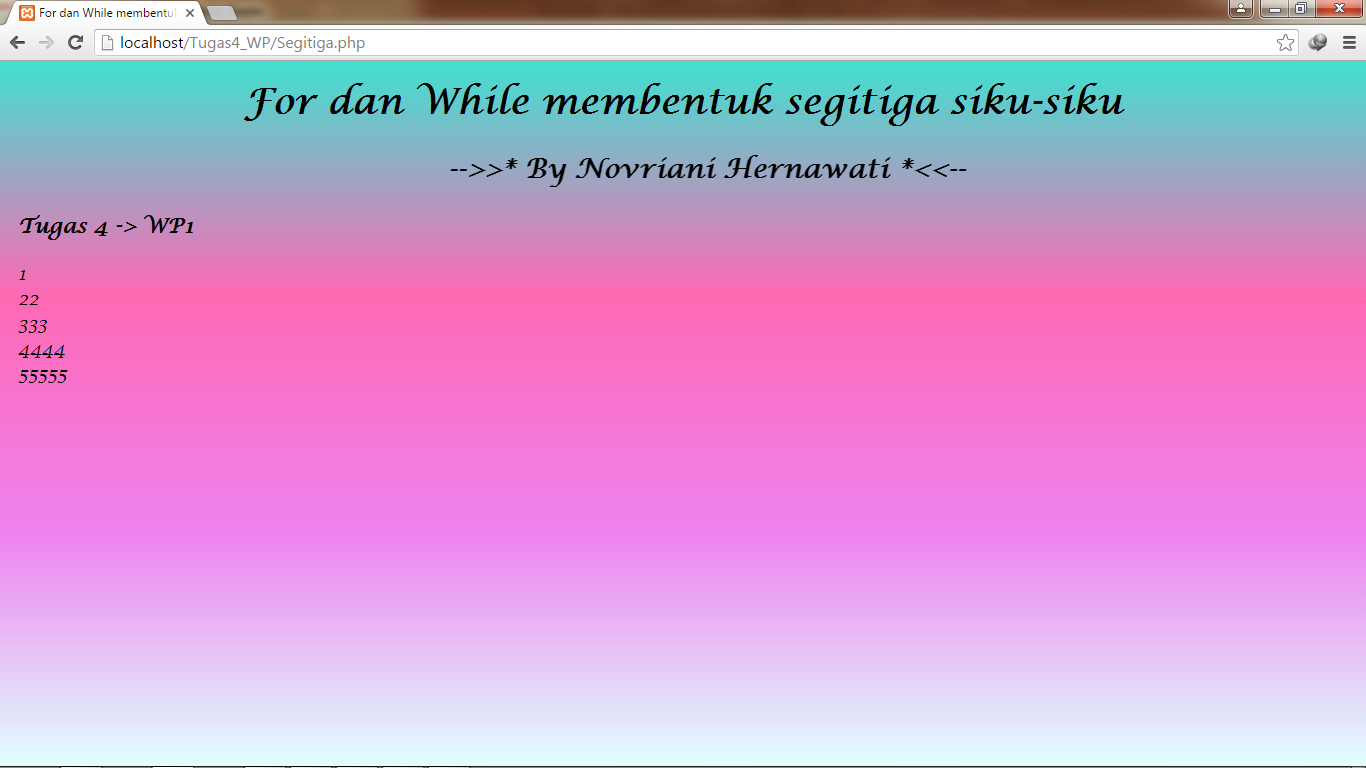 For dan While membentu
localhost/Tugas4_WP/Segitiga.php
For dan While membentuk segitiga siku-siku
-->>* By Novriani Hernawati *<<--
Tugas 4 -> WP1
1
22
333
4444
55555